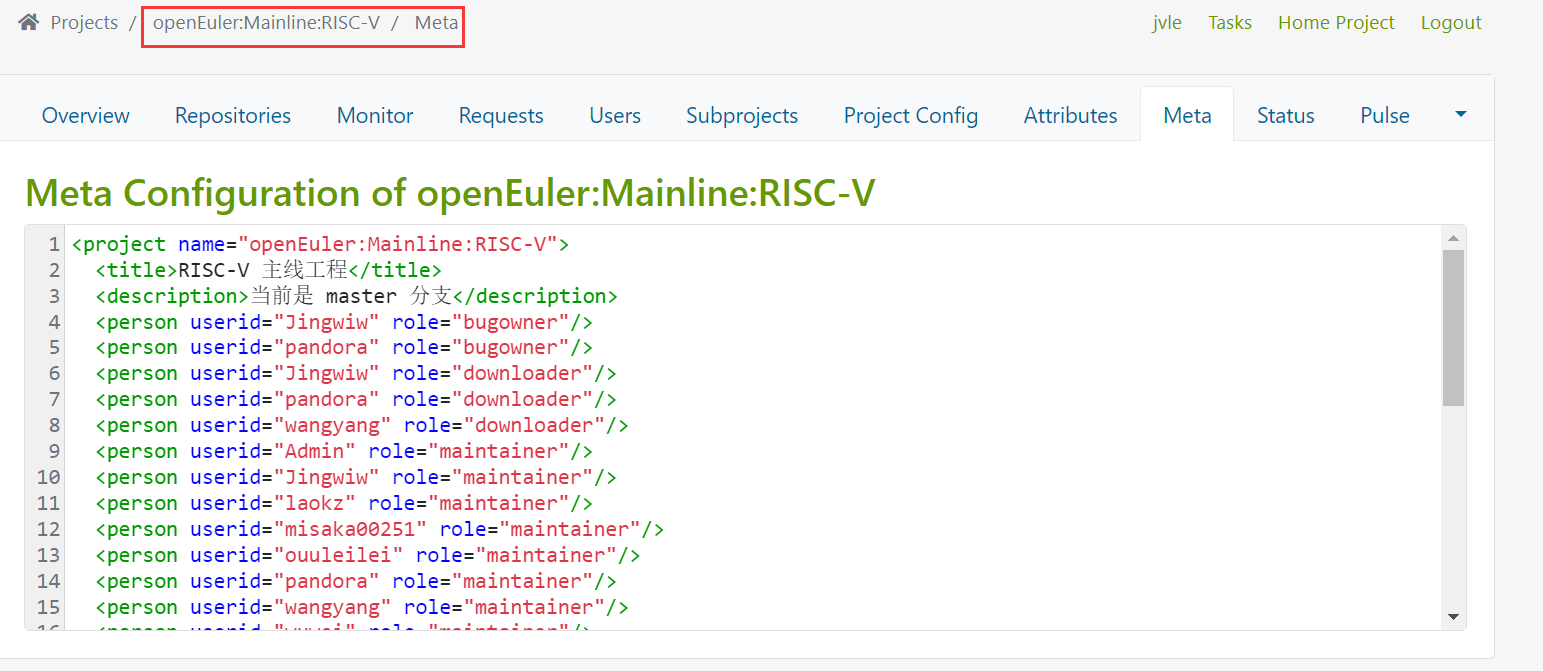 Projects / openEuler:Mainline:RISC-V / Meta jvle Tasks Home Project Logout
Overview Repositories Monitor Requests Users Subprojects Project Config Attributes Meta Status Pulse
Meta Configuration of openEuler:Mainline:RISC-V
1 <project name="openEuler:Mainline:RISC-V">
2 <title>RISC-V 主线工程</title>
3 <description>当前是 master 分支</description>
4 <person userid="Jingwiw" role="bugowner"/>
5 <person userid="pandora" role="bugowner"/>
6 <person userid="Jingwiw" role="downloader"/>
7 <person userid="pandora" role="downloader"/>
8 <person userid="wangyang" role="downloader"/>
9 <person userid="Admin" role="maintainer"/>
10 <person userid="Jingwiw" role="maintainer"/>
11 <person userid="laokz" role="maintainer"/>
12 <person userid="misaka00251" role="maintainer"/>
13 <person userid="ouuleilei" role="maintainer"/>
14 <person userid="pandora" role="maintainer"/>
15 <person userid="wangyang" role="maintainer"/>